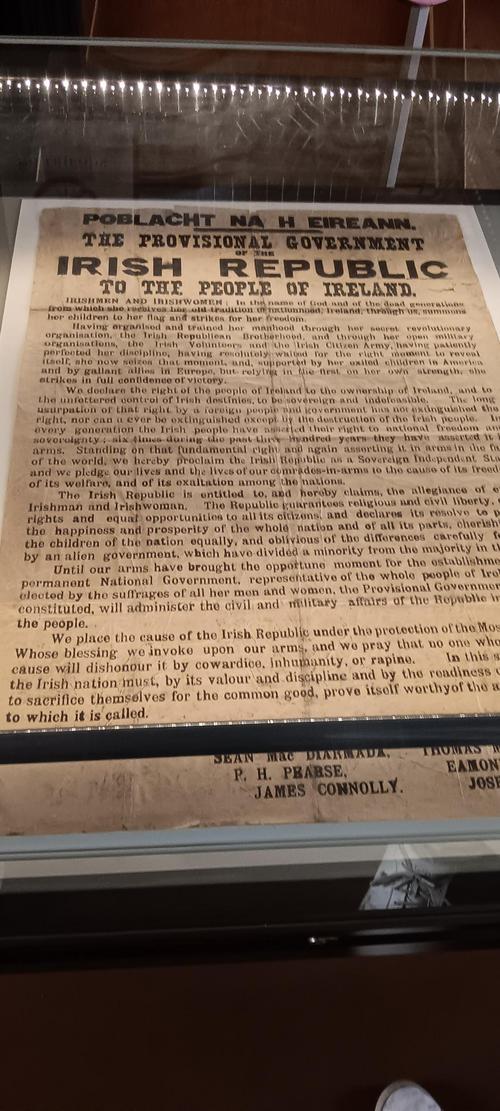 POBLACHT NA H EIREANN.
THE PROVISIONAL GOVERNMENT
OF THE
IRISH REPUBLIC
TO THE PEOPLE OF IRELAND.
IRISHMEN AND IRISHWOMEN : In the name of God and of the dead generations
from which she receives her old tradition of nationhood, Ireland, through us, summons
her children to her flag and strikes for her freedom.
Having organised and trained her manhood through her secret revolutionary
organisation, the Irish Republican Brotherhood, and through her open military
organisations, the Irish Volunteers and the Irish Citizen Army, having patiently
perfected her discipline, having resolutely waited for the right moment to reveal
itself, she now seizes that moment, and, supported by her exiled children in America
and by gallant allies in Europe, but relying in the first on her own strength, she
strikes in full confidence of victory.
We declare the right of the people of Ireland to the ownership of Ireland, and to
the unfettered control of Irish destinies, to be sovereign and indefeasible. The long
usurpation of that right by a foreign people and government has not extinguished the
right, nor can it ever be extinguished except by the destruction of the Irish people.
every generation the Irish people have asserted their right to national freedom and
sovereignty ; six times during the past three hundred years they have asserted it
arms. Standing on that fundamental right and again asserting it in arms in the
of the world, we hereby proclaim the Irish Republic as a Sovereign Independent
and we pledge our lives and the lives of our comrades-in-arms to the cause of its
of its welfare, and of its exaltation among the nations.
The Irish Republic is entitled to, and hereby claims, the allegiance of
Irishman and Irishwoman. The Republic guarantees religious and civil liberty,
rights and equal opportunities to all its citizens, and declares its resolve to
the happiness and prosperity of the whole nation and of all its parts,
the children of the nation equally, and oblivious of the differences carefully
by an alien government, which have divided a minority from the majority in
Until our arms have brought the opportune moment for the
permanent National Government, representative of the whole people of
elected by the suffrages of all her men and women, the Provisional
constituted, will administer the civil and military affairs of the Republic in
the people.
We place the cause of the Irish Republic under the protection of the
Whose blessing we invoke upon our arms, and we pray that no one
cause will dishonour it by cowardice, inhumanity, or rapine. In this
the Irish nation must, by its valour and discipline and by the readiness
to sacrifice themselves for the common good, prove itself worthy of the
to which it is called.
SEAN Mac DIARMADA, THOMAS
P. H. PEARSE,
JAMES CONNOLLY.